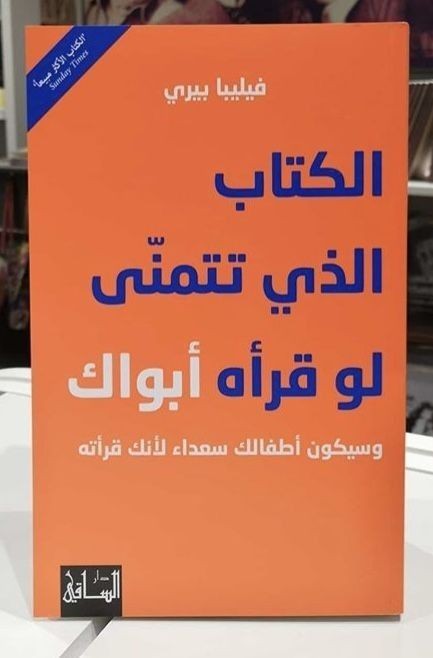 "الكتاب الأكثر مبيعاً"
Sunday Times
فيليبا بيري
الكتاب
الذي تتمنّى
لو قرأه أبواك
وسيكون أطفالك سعداء لأنك قرأته
دار
الساقي